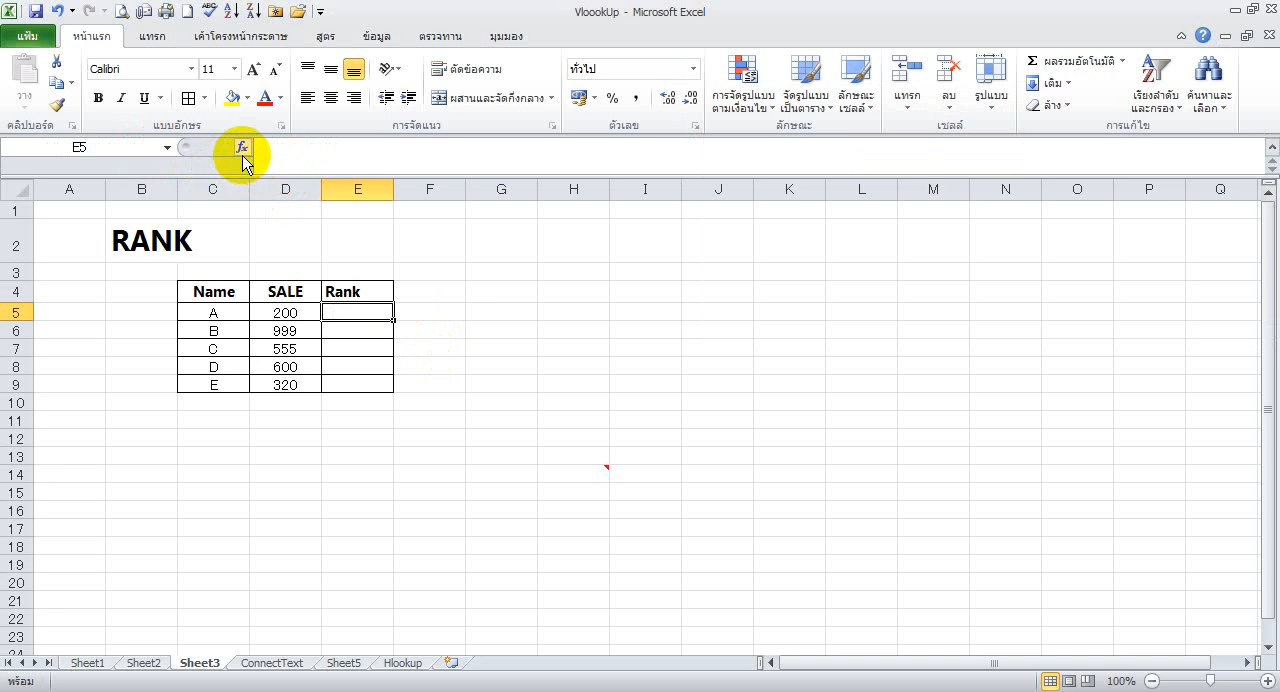 VloookUp - Microsoft Excel
แฟ้ม หน้าแรก แทรก เค้าโครงหน้ากระดาษ สูตร ข้อมูล ตรวจทาน มุมมอง
วาง
Calibri 11
B I U
ตัดข้อความ
ผสานและจัดกึ่งกลาง
ทั่วไป
%
การจัดรูปแบบ
ตามเงื่อนไข
จัดรูปแบบ
เป็นตาราง
ลักษณะ
เซลล์
แทรก
ลบ
รูปแบบ
Σ ผลรวมอัตโนมัติ
เติม
ล้าง
เรียงลำดับ
และกรอง
ค้นหาและ
เลือก
คลิปบอร์ด แบบอักษร การจัดแนว ตัวเลข ลักษณะ เซลล์ การแก้ไข
E5 fx
A B C D E F G H I J K L M N O P Q
1
2 RANK
3
4 Name SALE Rank
5 A 200
6 B 999
7 C 555
8 D 600
9 E 320
10
11
12
13
14
15
16
17
18
19
20
21
22
23
24
Sheet1 Sheet2 Sheet3 ConnectText Sheet5 Hlookup
พร้อม 100%